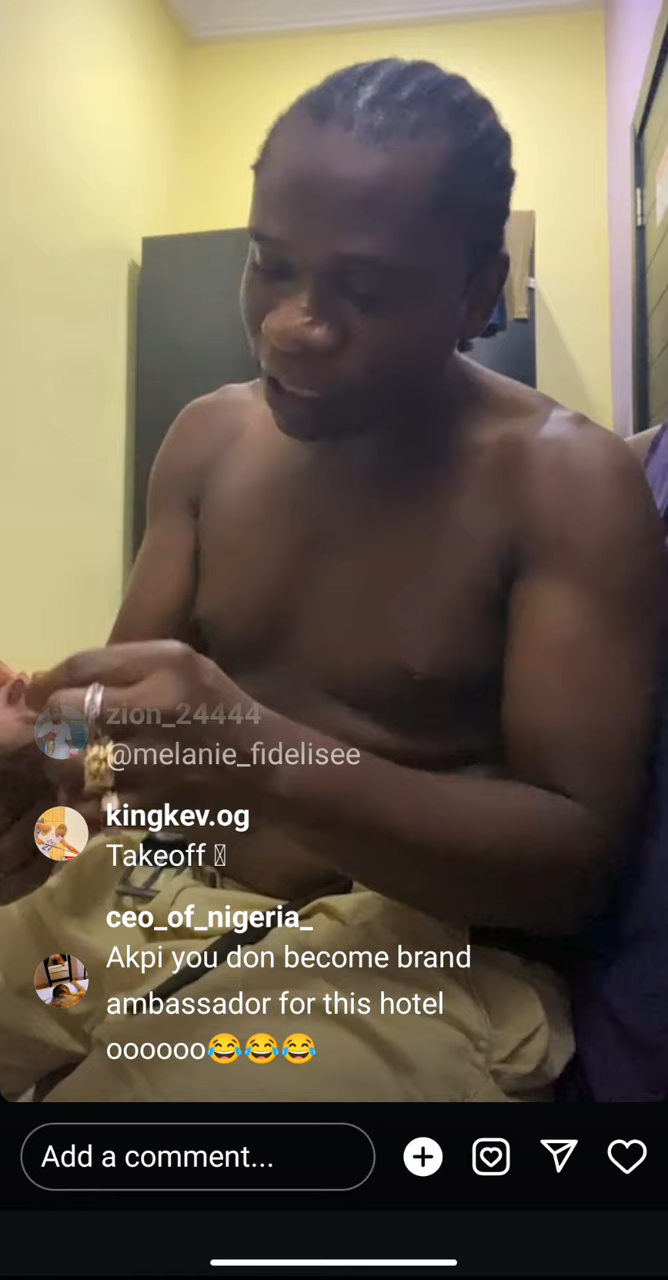 zion_24444
@melanie_fidelisee
kingkev.og
Takeoff
ceo_of_nigeria_
Akpi you don become brand
ambassador for this hotel
oooooo😂😂😂
Add a comment...